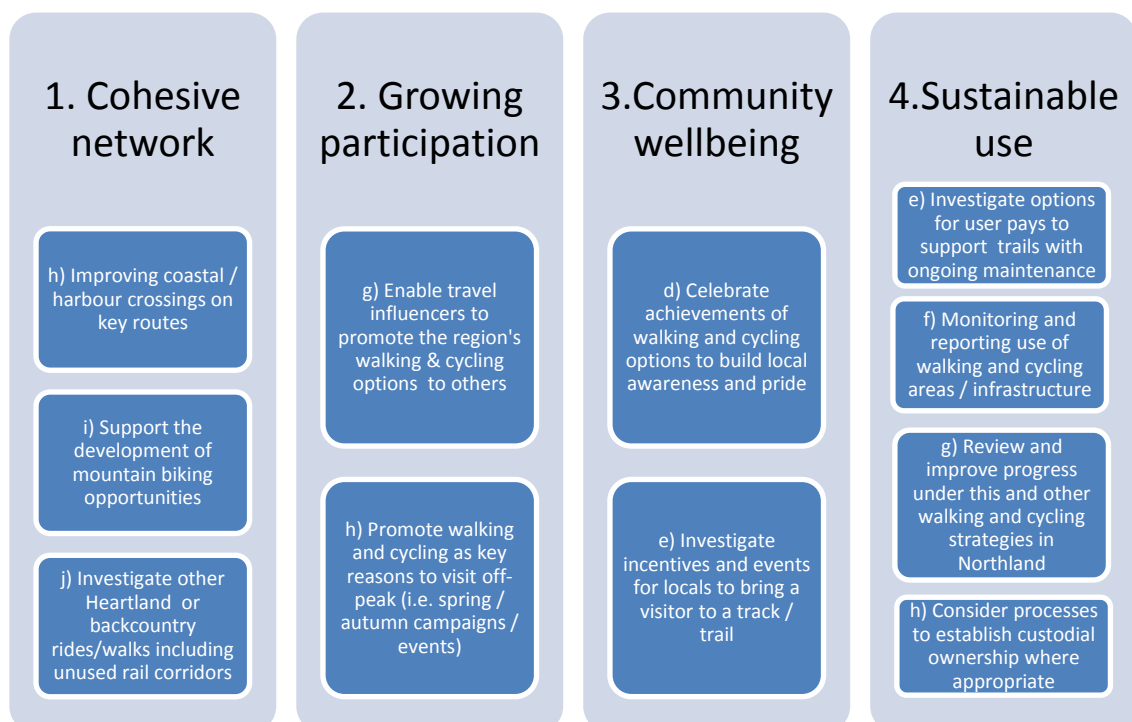 1. Cohesive
network
h) Improving coastal /
harbour crossings on
key routes
i) Support the
development of
mountain biking
opportunities
j) Investigate other
Heartland or
backcountry
rides/walks including
unused rail corridors
2. Growing
participation
g) Enable travel
influencers to
promote the region's
walking & cycling
options to others
h) Promote walking
and cycling as key
reasons to visit off-
peak (i.e. spring /
autumn campaigns /
events)
3.Community
wellbeing
d) Celebrate
achievements of
walking and cycling
options to build local
awareness and pride
e) Investigate
incentives and events
for locals to bring a
visitor to a track /
trail
4.Sustainable
use
e) Investigate options
for user pays to
support trails with
ongoing maintenance
f) Monitoring and
reporting use of
walking and cycling
areas / infrastructure
g) Review and
improve progress
under this and other
walking and cycling
strategies in
Northland
h) Consider processes
to establish custodial
ownership where
appropriate